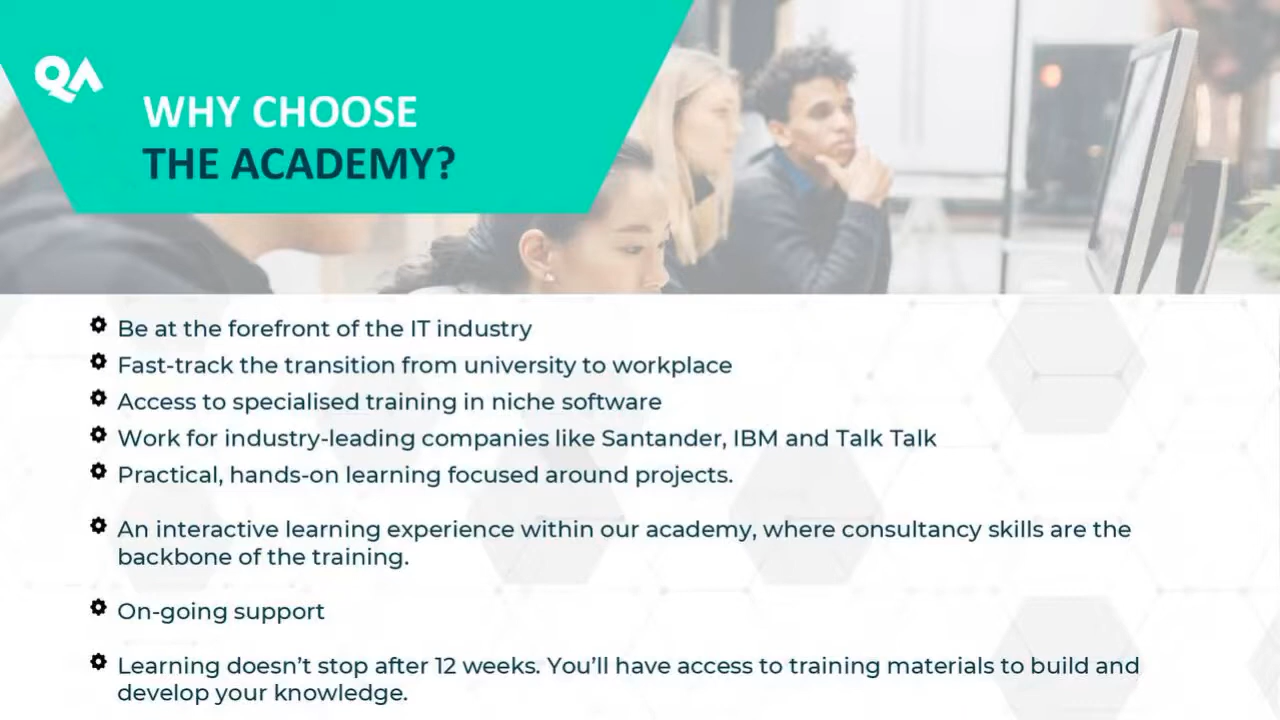 QA
WHY CHOOSE
THE ACADEMY?
Be at the forefront of the IT industry
Fast-track the transition from university to workplace
Access to specialised training in niche software
Work for industry-leading companies like Santander, IBM and Talk Talk
Practical, hands-on learning focused around projects.
An interactive learning experience within our academy, where consultancy skills are the
backbone of the training.
On-going support
Learning doesn’t stop after 12 weeks. You’ll have access to training materials to build and
develop your knowledge.